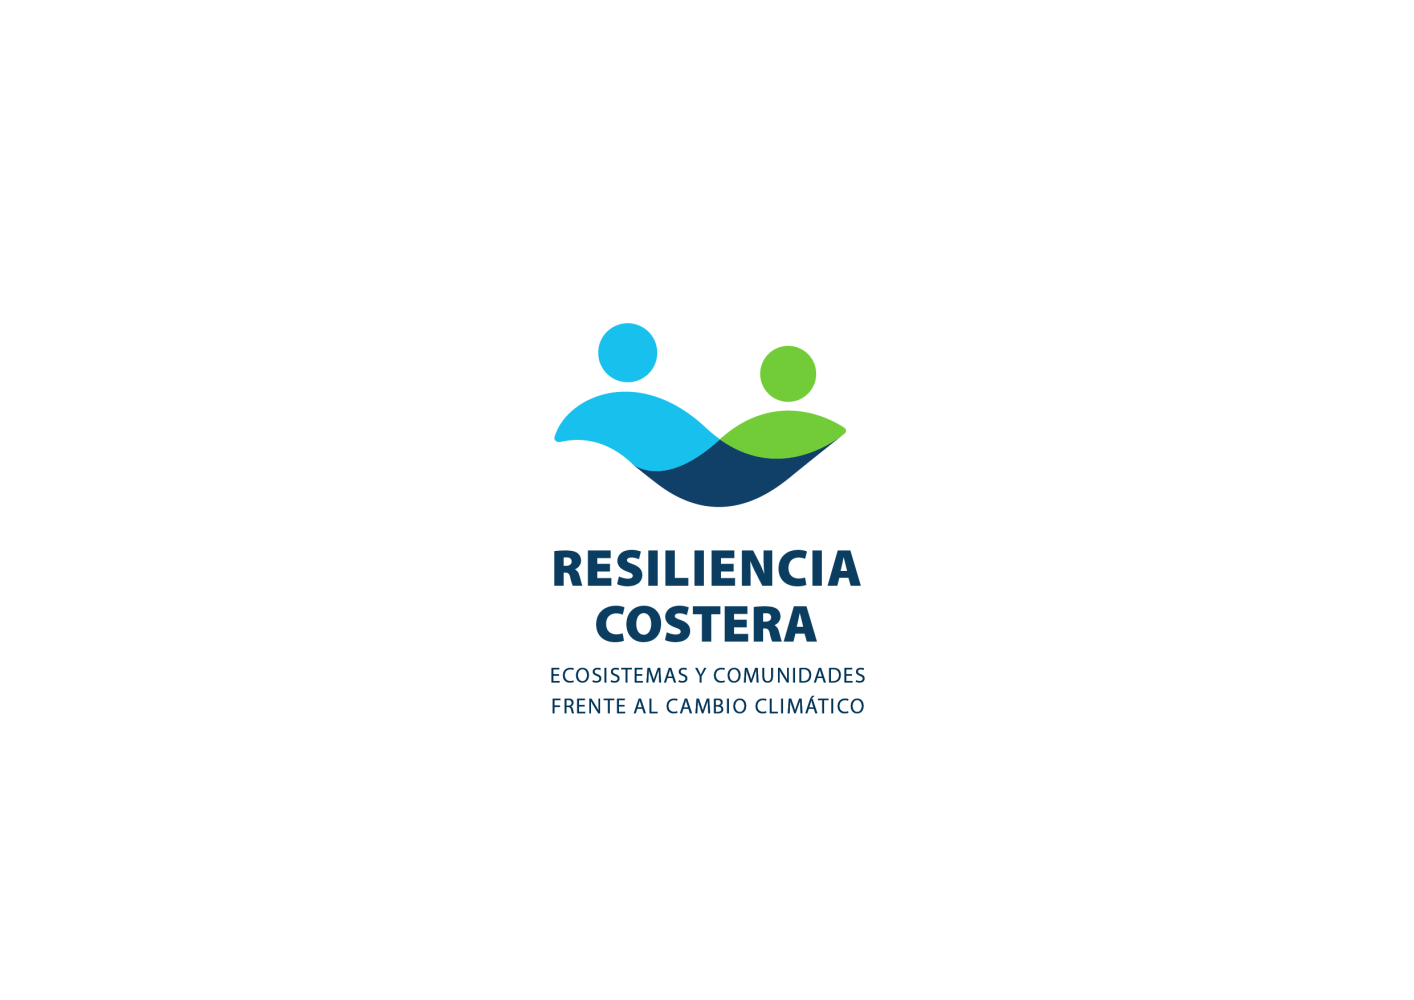 RESILIENCIA
COSTERA
ECOSISTEMAS Y COMUNIDADES
FRENTE AL CAMBIO CLIMÁTICO